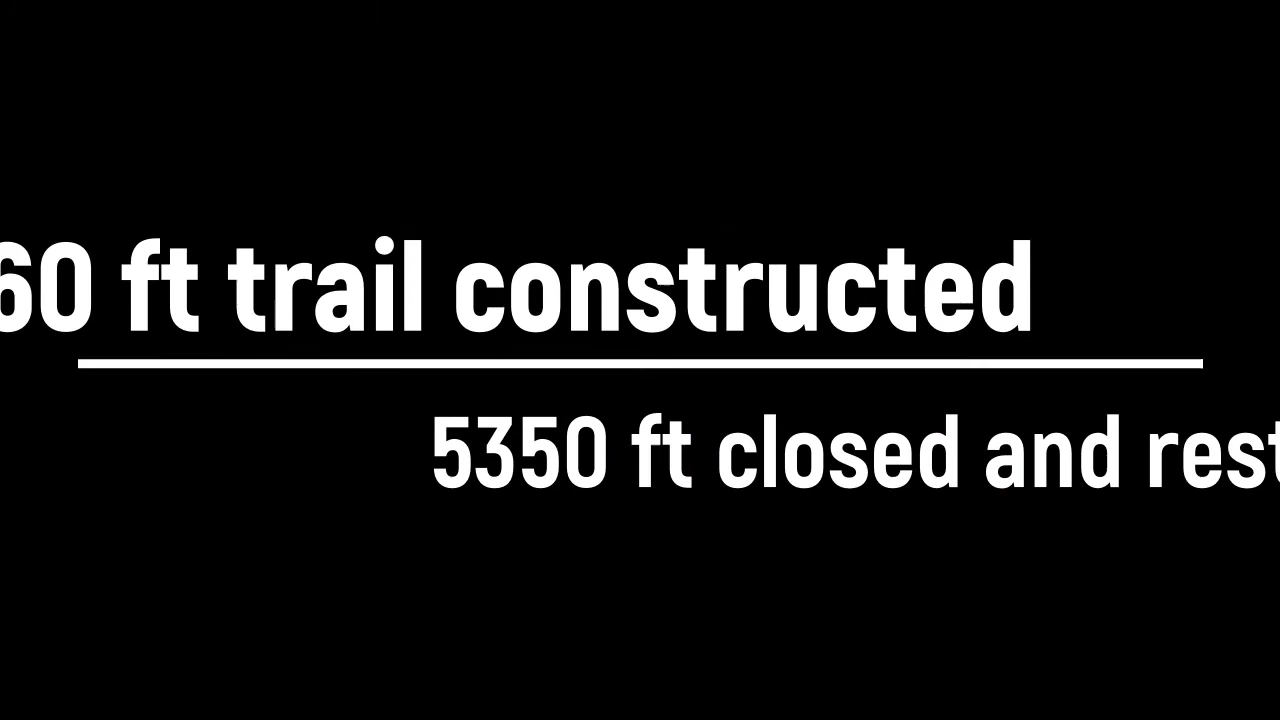 60 ft trail constructed
5350 ft closed and rest